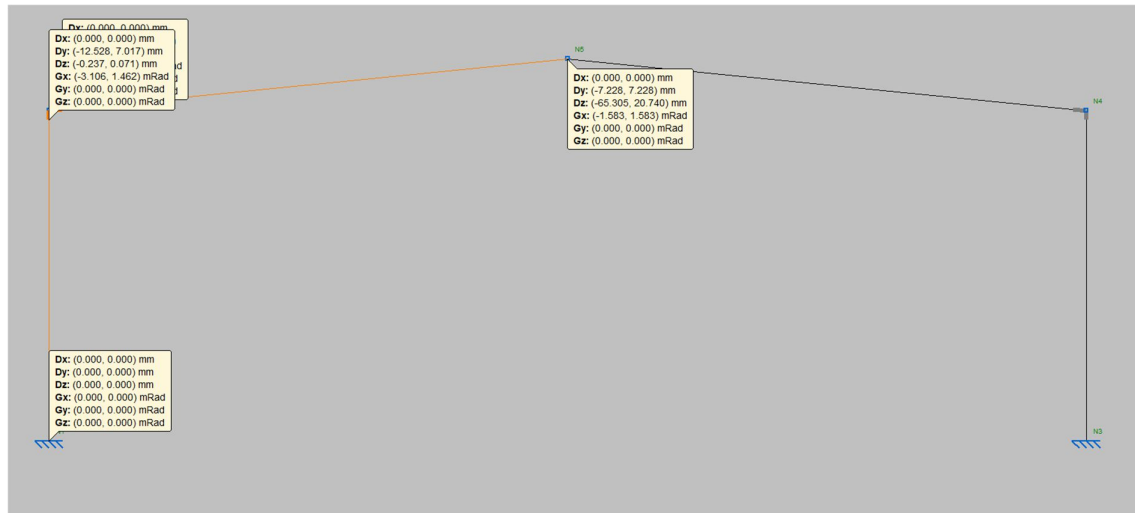 Dx: (0.000, 0.000) mm
Dx: (0.000, 0.000) mm
Dy: (-12.528, 7.017) mm
Dz: (-0.237, 0.071) mm
Gx: (-3.106, 1.462) mRad
Gy: (0.000, 0.000) mRad
Gz: (0.000, 0.000) mRad
N5
Dx: (0.000, 0.000) mm
Dy: (-7.228, 7.228) mm
Dz: (-65.305, 20.740) mm
Gx: (-1.583, 1.583) mRad
Gy: (0.000, 0.000) mRad
Gz: (0.000, 0.000) mRad
N4
Dx: (0.000, 0.000) mm
Dy: (0.000, 0.000) mm
Dz: (0.000, 0.000) mm
Gx: (0.000, 0.000) mRad
Gy: (0.000, 0.000) mRad
Gz: (0.000, 0.000) mRad
N3